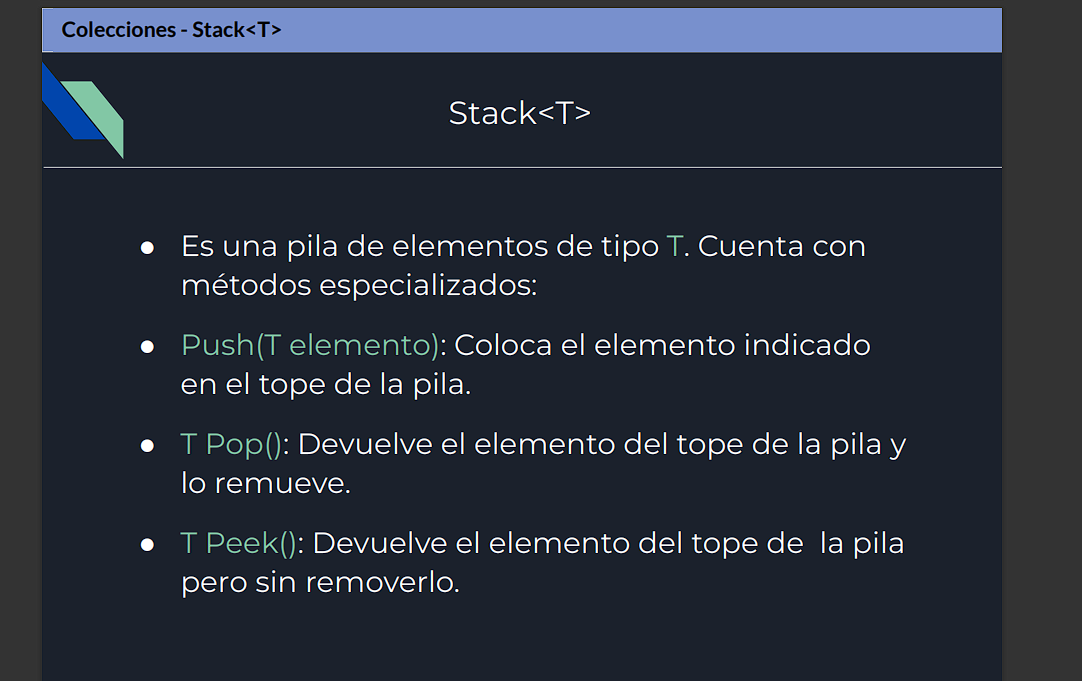 Colecciones - Stack<T>
Stack<T>
● Es una pila de elementos de tipo T. Cuenta con
métodos especializados:
● Push(T elemento): Coloca el elemento indicado
en el tope de la pila.
● T Pop(): Devuelve el elemento del tope de la pila y
lo remueve.
● T Peek(): Devuelve el elemento del tope de  la pila
pero sin removerlo.